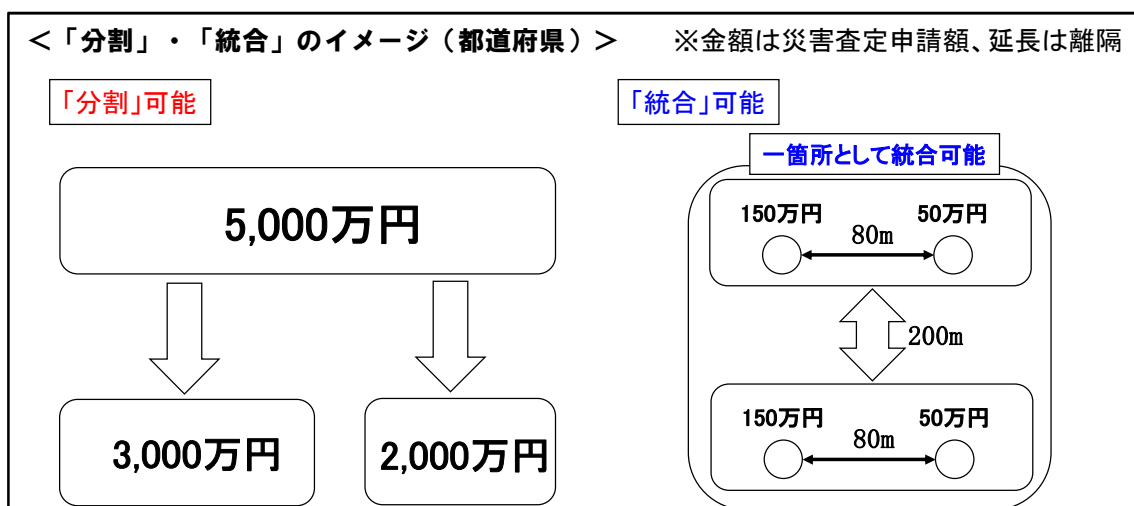 ＜「分割」・「統合」のイメージ（都道府県）＞　※金額は災害査定申請額、延長は離隔
「分割」可能
5,000万円
3,000万円　2,000万円
「統合」可能
一箇所として統合可能
150万円　50万円
80m
200m
150万円　50万円
80m